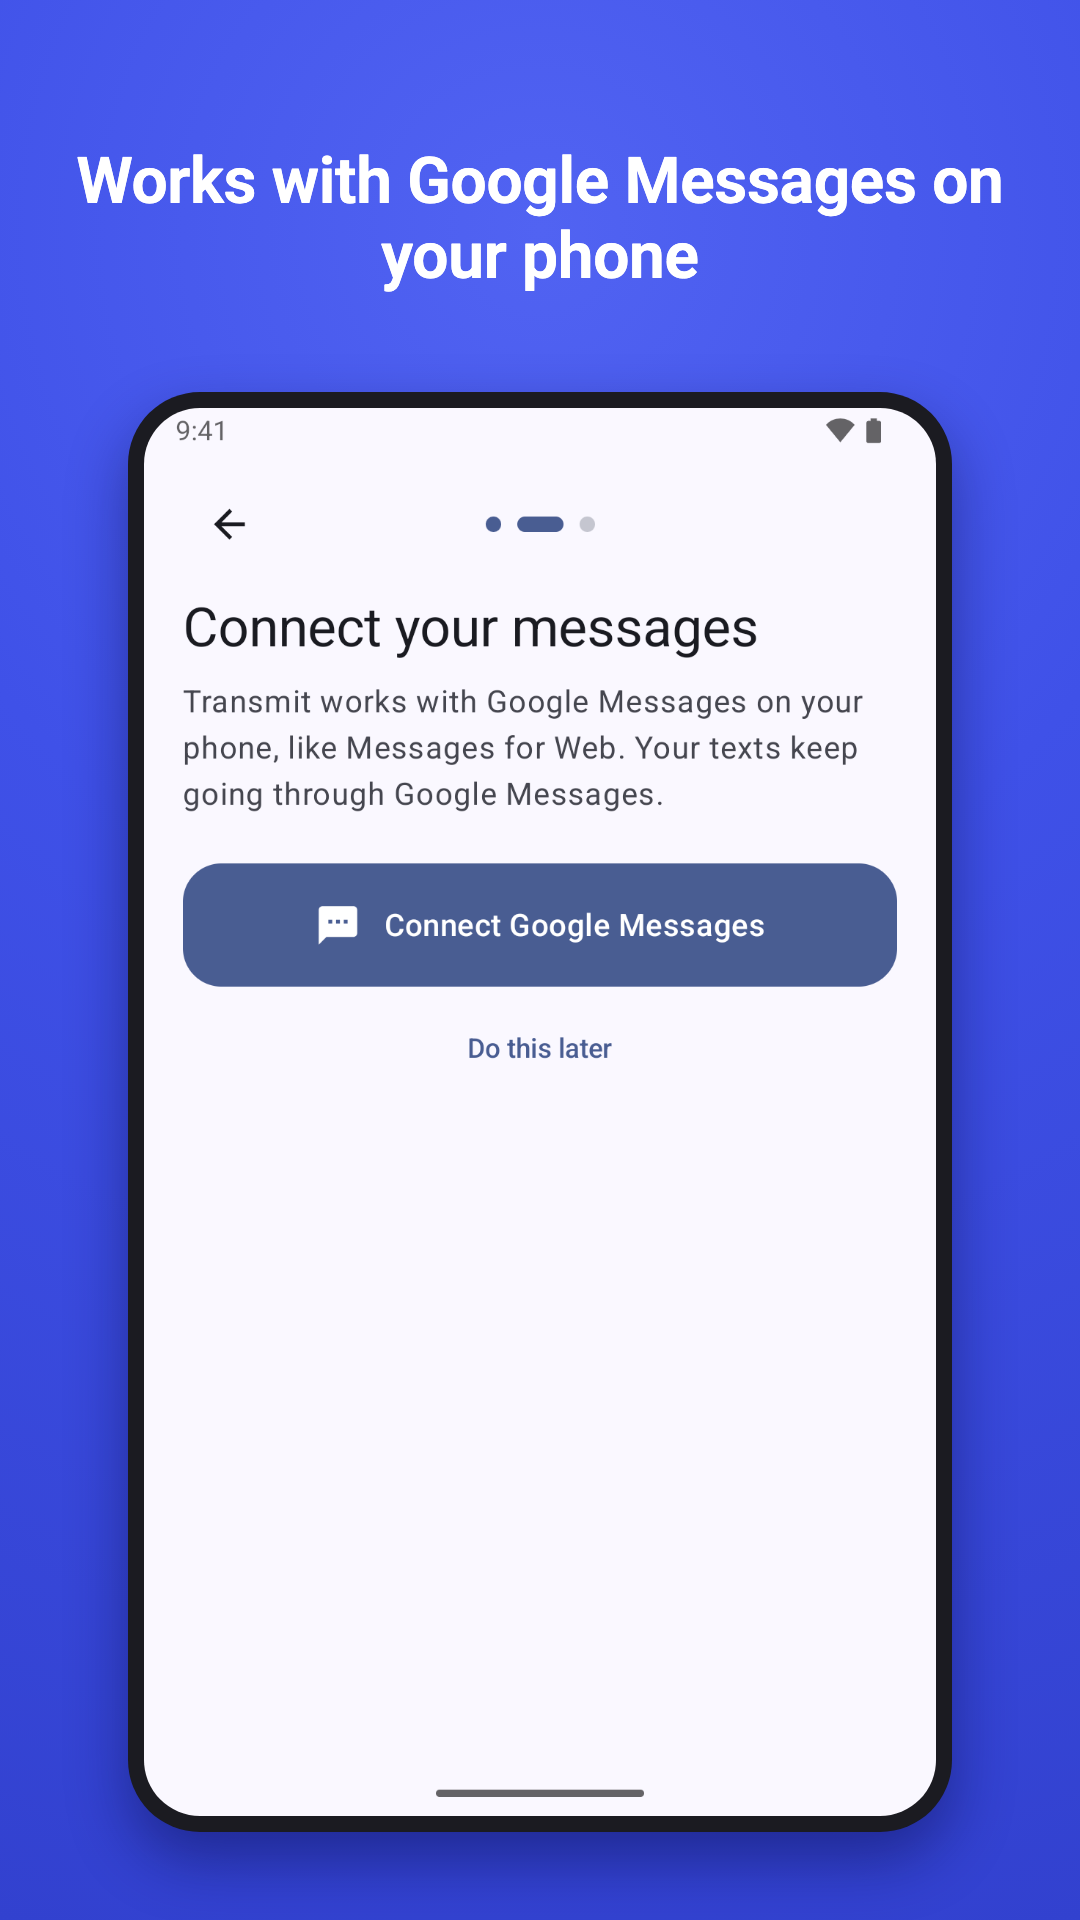 Works with Google Messages on
your phone
9:41
Connect your messages
Transmit works with Google Messages on your
phone, like Messages for Web. Your texts keep
going through Google Messages.
Connect Google Messages
Do this later